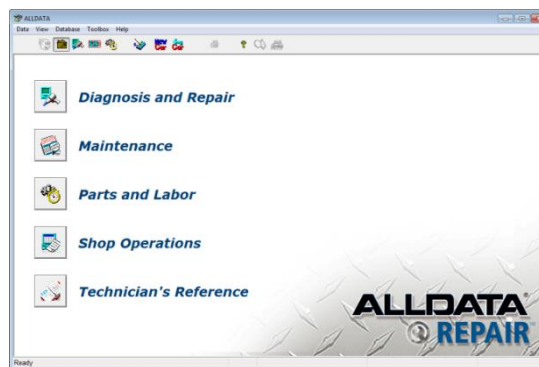 ALLDATA
Data View Database Toolbox Help
Diagnosis and Repair
Maintenance
Parts and Labor
Shop Operations
Technician's Reference
ALLDATA
REPAIR
Ready